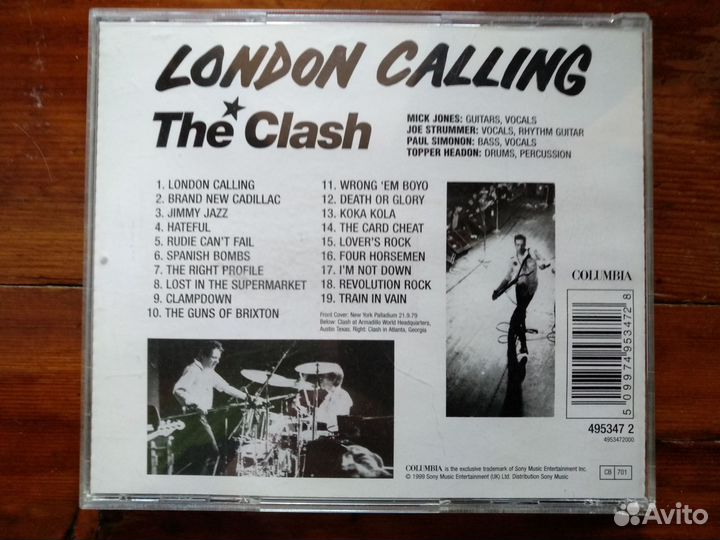 LONDON CALLING
The Clash
MICK JONES: GUITARS, VOCALS
JOE STRUMMER: VOCALS, RHYTHM GUITAR
PAUL SIMONON: BASS, VOCALS
TOPPER HEADON: DRUMS, PERCUSSION
1. LONDON CALLING
2. BRAND NEW CADILLAC
3. JIMMY JAZZ
4. HATEFUL
5. RUDIE CAN'T FAIL
6. SPANISH BOMBS
7. THE RIGHT PROFILE
8. LOST IN THE SUPERMARKET
9. CLAMPDOWN
10. THE GUNS OF BRIXTON
11. WRONG 'EM BOYO
12. DEATH OR GLORY
13. KOKA KOLA
14. THE CARD CHEAT
15. LOVER'S ROCK
16. FOUR HORSEMEN
17. I'M NOT DOWN
18. REVOLUTION ROCK
19. TRAIN IN VAIN
Front Cover: New York Palladium 21.9.79
Below: Clash at Armadillo World Headquarters,
Austin Texas. Right: Clash in Atlanta, Georgia
COLUMBIA
5 099749 534728
495347 2
4953472000
COLUMBIA is the exclusive trademark of Sony Music Entertainment Inc.
© 1999 Sony Music Entertainment (UK) Ltd. Distribution Sony Music
CB 701
Avito